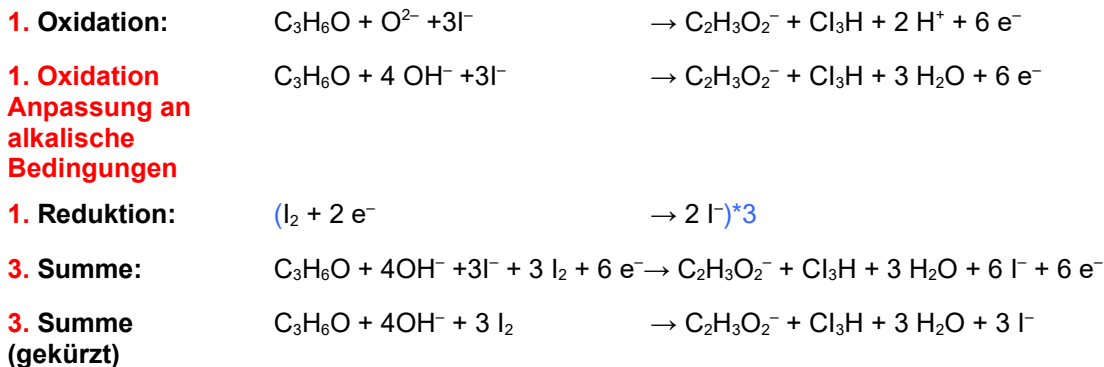 1. Oxidation: C₃H₆O + O²⁻ +3I⁻ → C₂H₃O₂⁻ + CI₃H + 2 H⁺ + 6 e⁻
1. Oxidation C₃H₆O + 4 OH⁻ +3I⁻ → C₂H₃O₂⁻ + CI₃H + 3 H₂O + 6 e⁻
Anpassung an
alkalische
Bedingungen
1. Reduktion: (I₂ + 2 e⁻ → 2 I⁻)*3
3. Summe: C₃H₆O + 4OH⁻ +3I⁻ + 3 I₂ + 6 e⁻→ C₂H₃O₂⁻ + CI₃H + 3 H₂O + 6 I⁻ + 6 e⁻
3. Summe C₃H₆O + 4OH⁻ + 3 I₂ → C₂H₃O₂⁻ + CI₃H + 3 H₂O + 3 I⁻
(gekürzt)